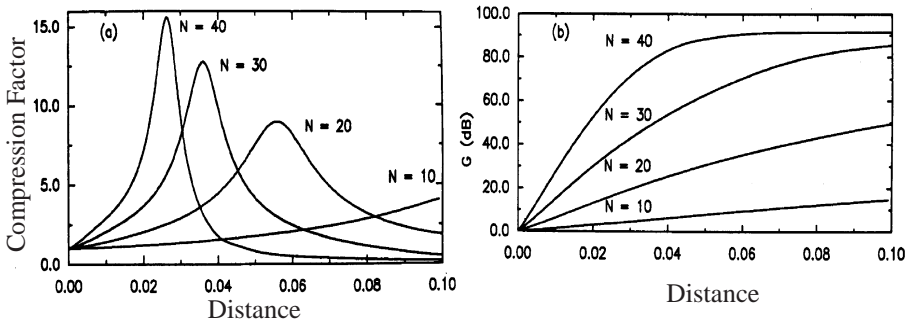 Compression Factor
15.0
10.0
5.0
0.0
(a)
N = 40
N = 30
N = 20
N = 10
0.00
0.02
0.04
0.06
0.08
0.10
Distance
G (dB)
100.0
80.0
60.0
40.0
20.0
0.0
(b)
N = 40
N = 30
N = 20
N = 10
0.00
0.02
0.04
0.06
0.08
0.10
Distance